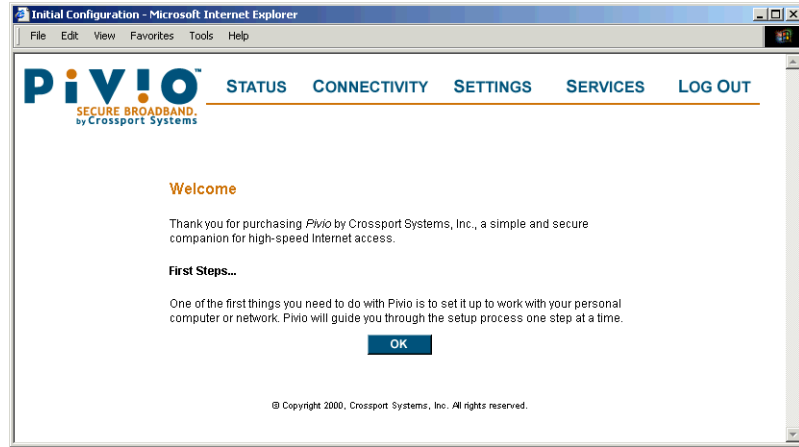 Initial Configuration - Microsoft Internet Explorer
File Edit View Favorites Tools Help
PiV!O™
SECURE BROADBAND.
by Crossport Systems
STATUS CONNECTIVITY SETTINGS SERVICES LOG OUT
Welcome
Thank you for purchasing Pivio by Crossport Systems, Inc., a simple and secure
companion for high-speed Internet access.
First Steps...
One of the first things you need to do with Pivio is to set it up to work with your personal
computer or network. Pivio will guide you through the setup process one step at a time.
OK
© Copyright 2000, Crossport Systems, Inc. All rights reserved.